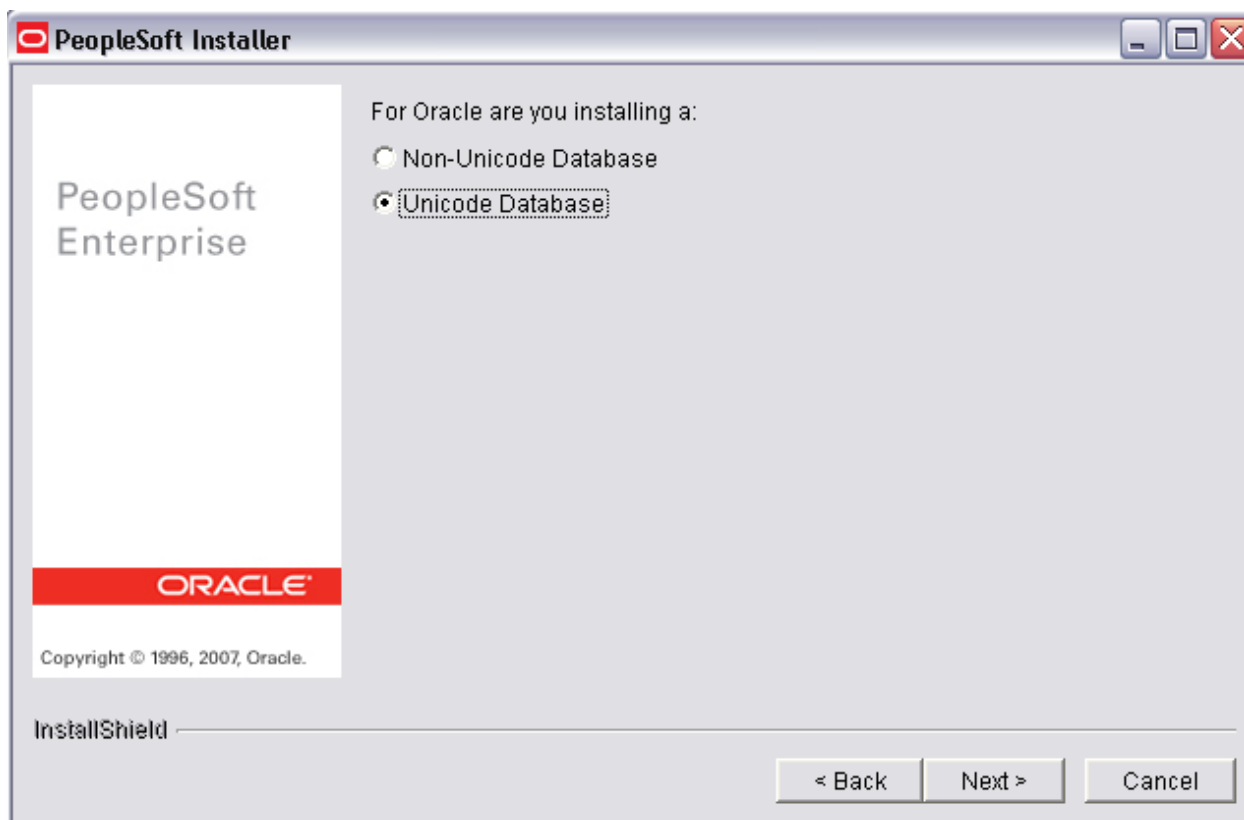 PeopleSoft Installer
For Oracle are you installing a:
Non-Unicode Database
Unicode Database
PeopleSoft
Enterprise
ORACLE®
Copyright © 1996, 2007, Oracle.
InstallShield
< Back
Next >
Cancel